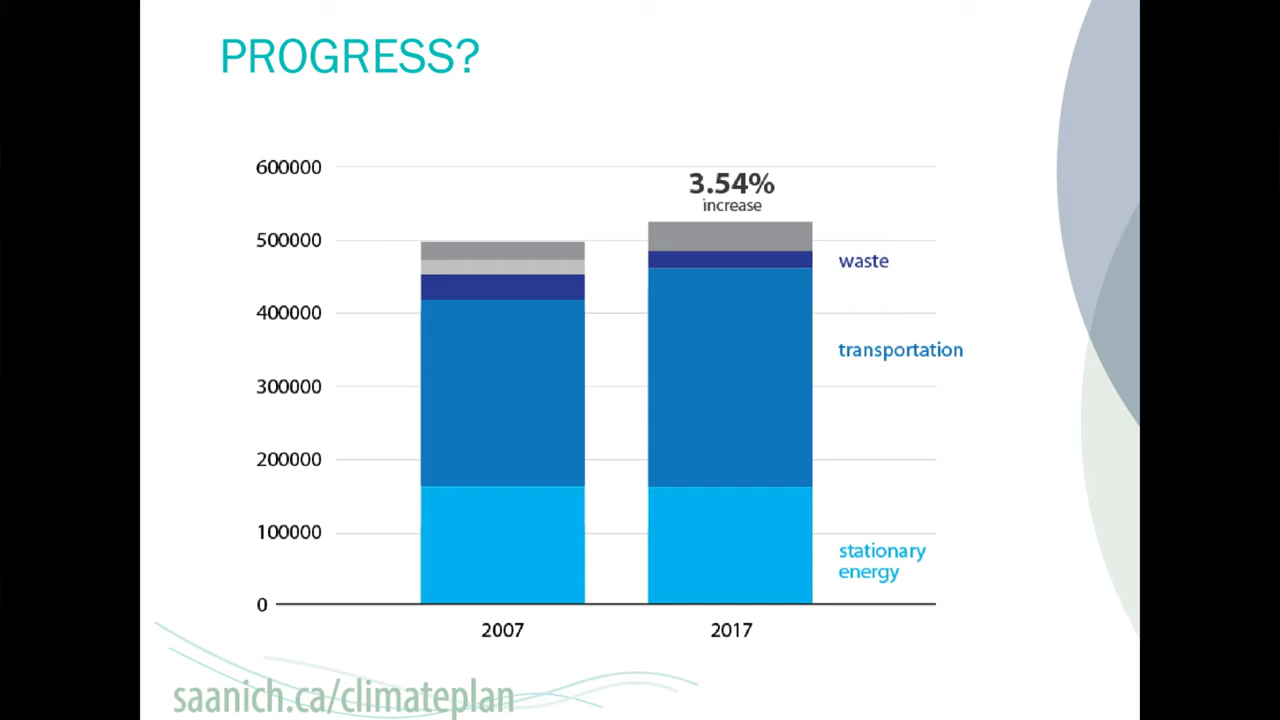 PROGRESS?
600000
500000
400000
300000
200000
100000
0
3.54%
increase
waste
transportation
stationary
energy
2007
2017
saanich.ca/climateplan